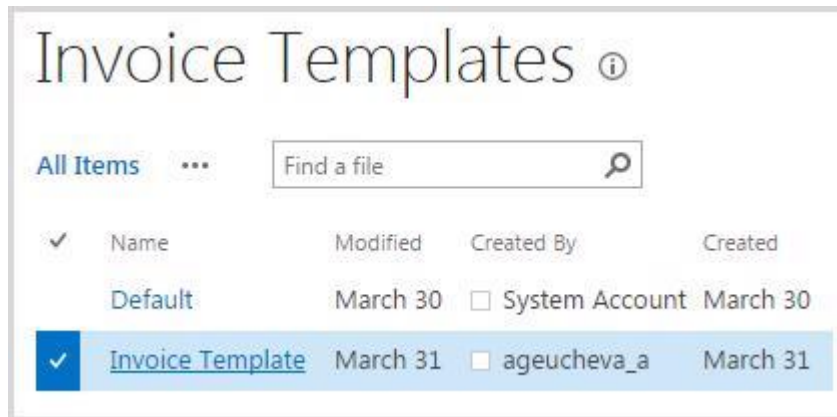 Invoice Templates
All Items ... Find a file
Name Modified Created By Created
Default March 30 System Account March 30
Invoice Template March 31 ageucheva_a March 31